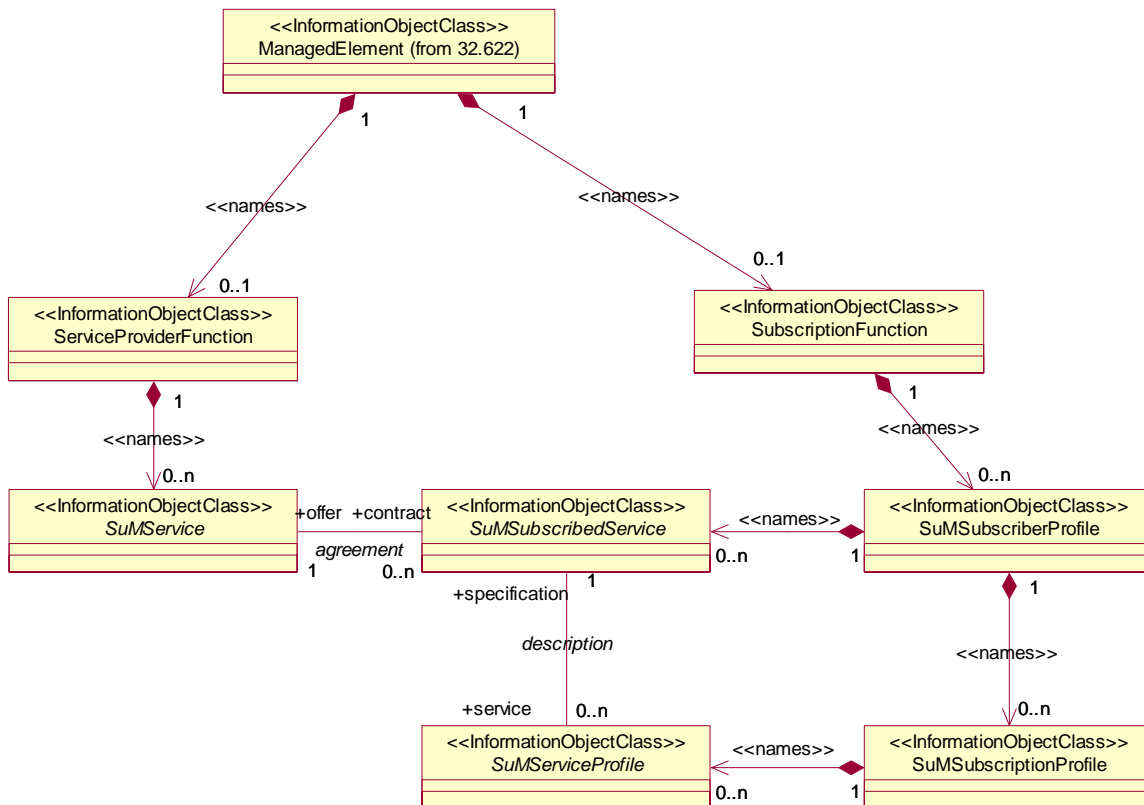 <<InformationObjectClass>>
ManagedElement (from 32.622)
1
1
<<names>>
<<names>>
0..1
0..1
<<InformationObjectClass>>
ServiceProviderFunction
<<InformationObjectClass>>
SubscriptionFunction
1
1
<<names>>
<<names>>
0..n
0..n
<<InformationObjectClass>>
SuMService
+offer
+contract
agreement
1
0..n
<<InformationObjectClass>>
SuMSubscribedService
<<names>>
0..n
1
<<InformationObjectClass>>
SuMSubscriberProfile
1
+specification
description
+service
0..n
1
<<names>>
0..n
<<InformationObjectClass>>
SuMServiceProfile
<<names>>
0..n
1
<<InformationObjectClass>>
SuMSubscriptionProfile